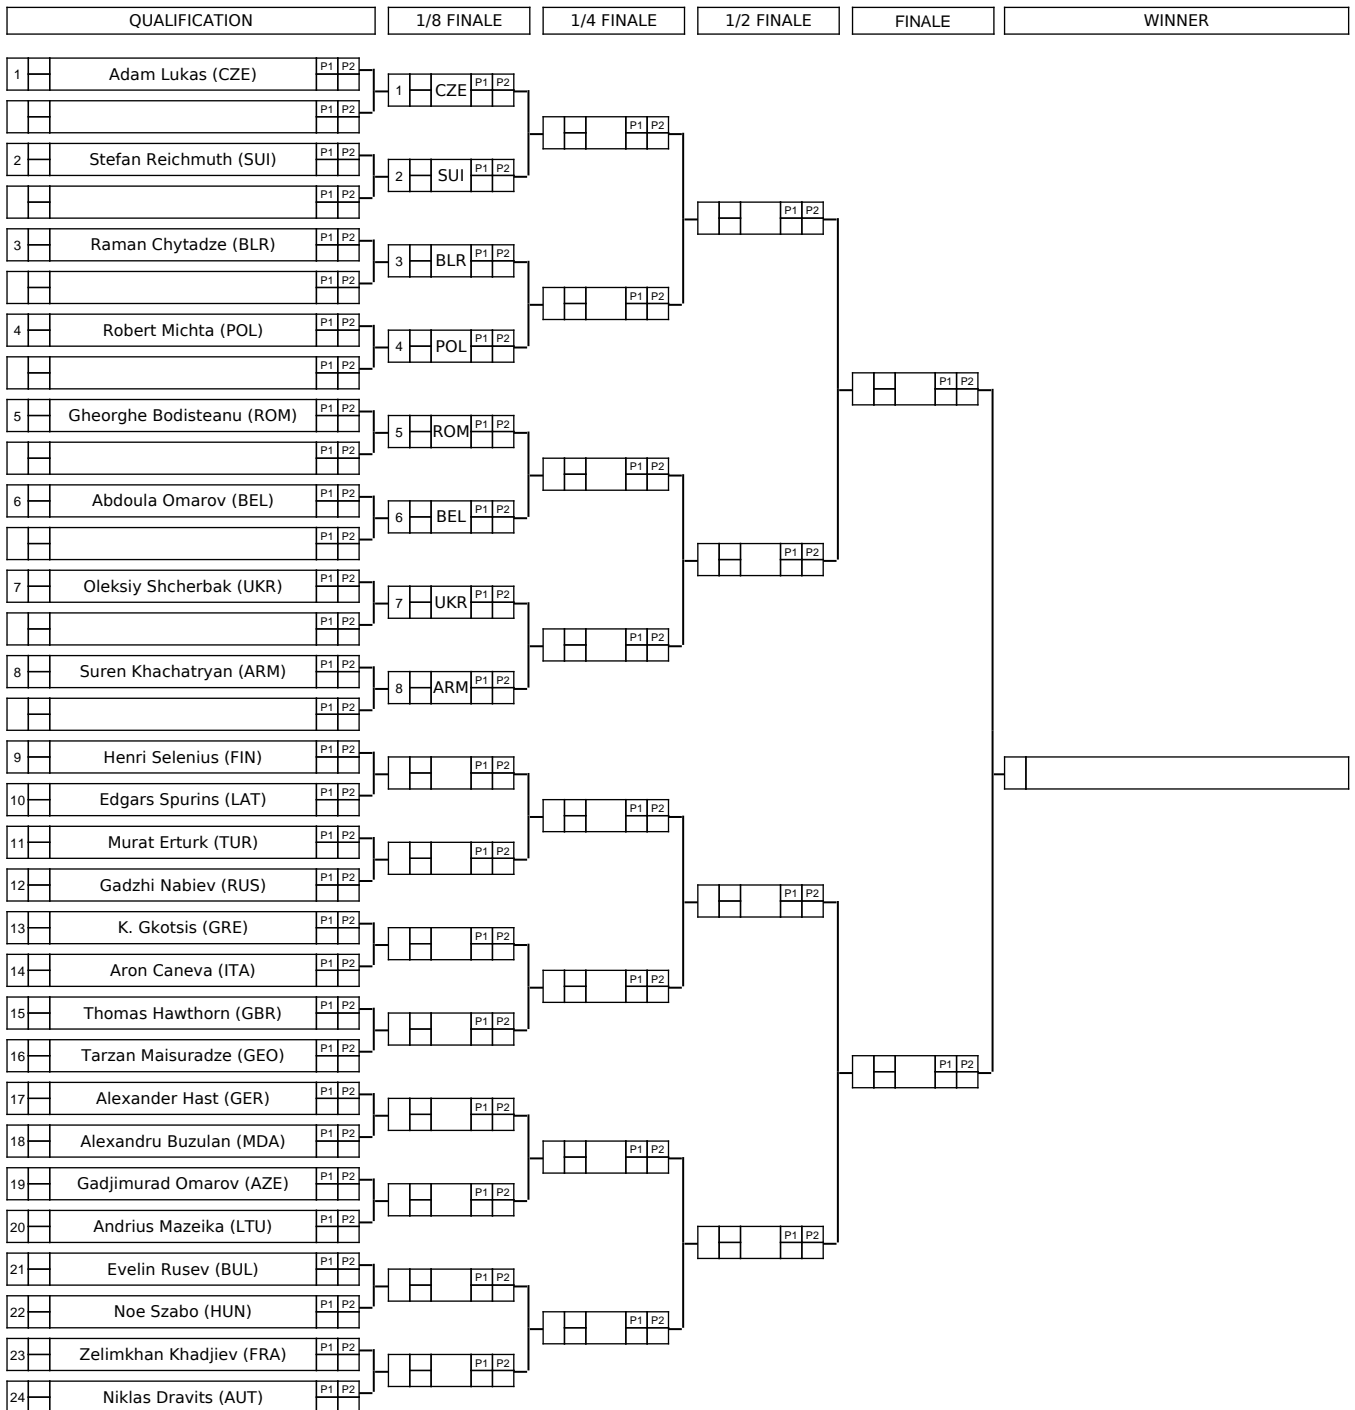 QUALIFICATION 1/8 FINALE 1/4 FINALE 1/2 FINALE FINALE WINNER
1 Adam Lukas (CZE) P1 P2
1 CZE P1 P2
P1 P2
P1 P2
2 Stefan Reichmuth (SUI) P1 P2
2 SUI P1 P2
P1 P2
P1 P2
3 Raman Chytadze (BLR) P1 P2
3 BLR P1 P2
P1 P2
P1 P2
4 Robert Michta (POL) P1 P2
4 POL P1 P2
P1 P2
P1 P2
5 Gheorghe Bodisteanu (ROM) P1 P2
5 ROM P1 P2
P1 P2
P1 P2
6 Abdoula Omarov (BEL) P1 P2
6 BEL P1 P2
P1 P2
P1 P2
7 Oleksiy Shcherbak (UKR) P1 P2
7 UKR P1 P2
P1 P2
P1 P2
8 Suren Khachatryan (ARM) P1 P2
8 ARM P1 P2
P1 P2
9 Henri Selenius (FIN) P1 P2
P1 P2
10 Edgars Spurins (LAT) P1 P2
P1 P2
11 Murat Erturk (TUR) P1 P2
P1 P2
12 Gadzhi Nabiev (RUS) P1 P2
P1 P2
13 K. Gkotsis (GRE) P1 P2
P1 P2
14 Aron Caneva (ITA) P1 P2
P1 P2
15 Thomas Hawthorn (GBR) P1 P2
P1 P2
16 Tarzan Maisuradze (GEO) P1 P2
P1 P2
17 Alexander Hast (GER) P1 P2
P1 P2
18 Alexandru Buzulan (MDA) P1 P2
P1 P2
19 Gadjimurad Omarov (AZE) P1 P2
P1 P2
20 Andrius Mazeika (LTU) P1 P2
P1 P2
21 Evelin Rusev (BUL) P1 P2
P1 P2
22 Noe Szabo (HUN) P1 P2
P1 P2
23 Zelimkhan Khadjiev (FRA) P1 P2
P1 P2
24 Niklas Dravits (AUT) P1 P2